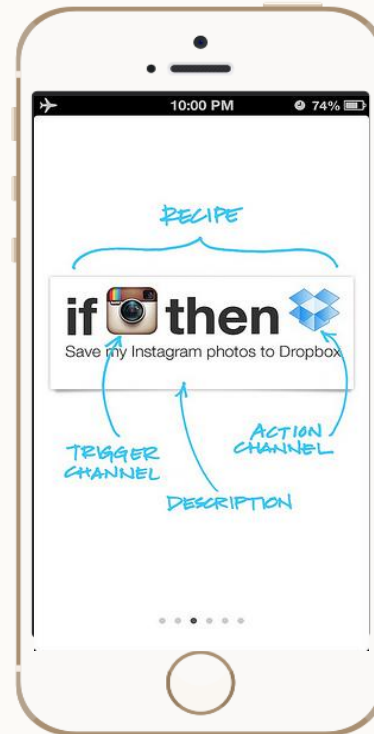 10:00 PM
74%
RECIPE
if then
Save my Instagram photos to Dropbox
TRIGGER
CHANNEL
ACTION
CHANNEL
DESCRIPTION